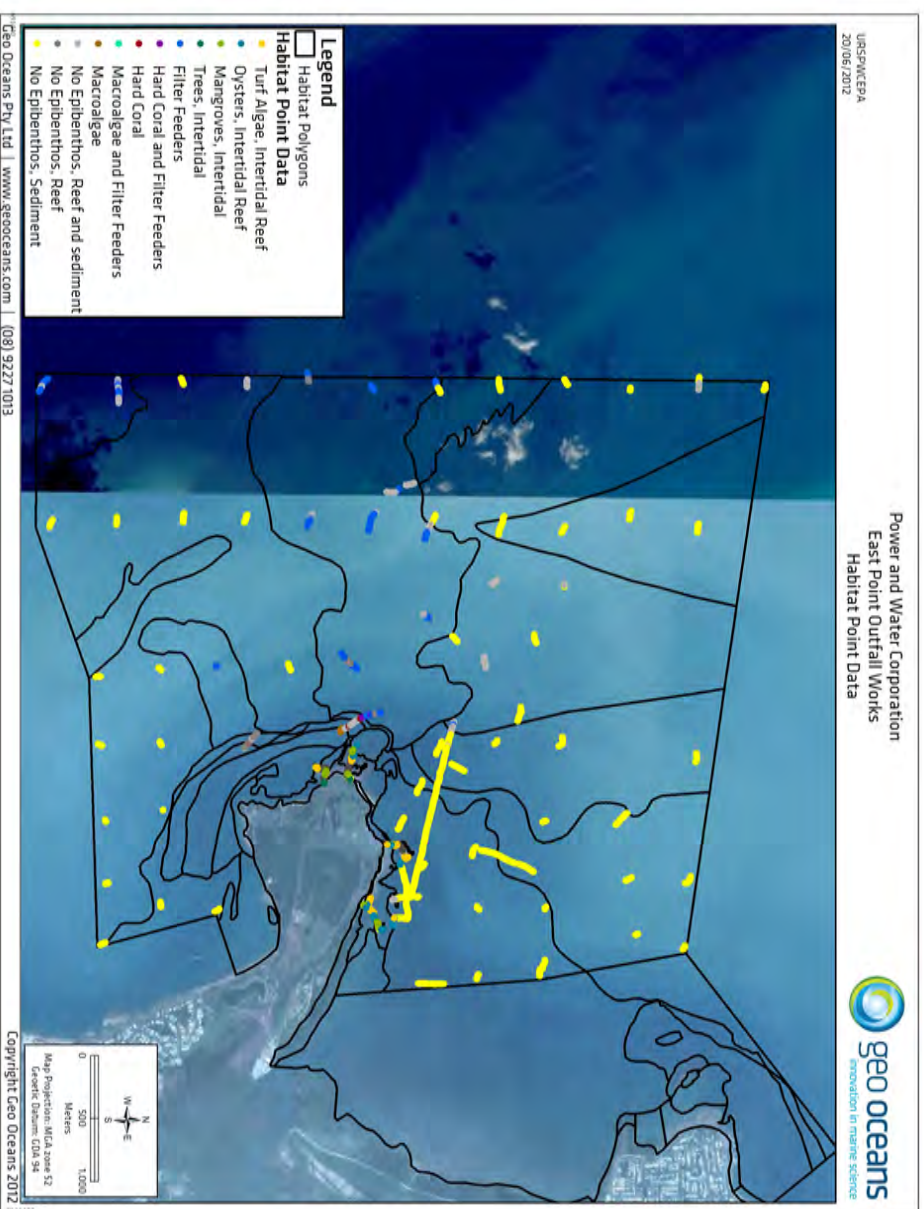 URSPWCEPA
20/06/2012
Power and Water Corporation
East Point Outfall Works
Habitat Point Data
geo oceans
innovation in marine science
Legend
Habitat Polygons
Habitat Point Data
Turf Algae, Intertidal Reef
Oysters, Intertidal Reef
Mangroves, Intertidal
Trees, Intertidal
Filter Feeders
Hard Coral and Filter Feeders
Hard Coral
Macroalgae and Filter Feeders
Macroalgae
No Epibenthos, Reef and sediment
No Epibenthos, Reef
No Epibenthos, Sediment
N
W E
S
0 500 1,000
Meters
Map Projection: MGA zone 52
Geoetic Datum: GDA 94
Geo Oceans Pty Ltd | www.geooceans.com | (08) 9227 1013
Copyright Geo Oceans 2012